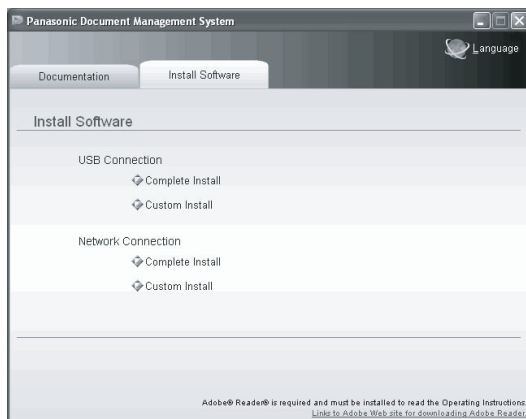 Panasonic Document Management System
Language
Documentation
Install Software
Install Software
USB Connection
Complete Install
Custom Install
Network Connection
Complete Install
Custom Install
Adobe® Reader® is required and must be installed to read the Operating Instructions.
Links to Adobe Web site for downloading Adobe Reader.